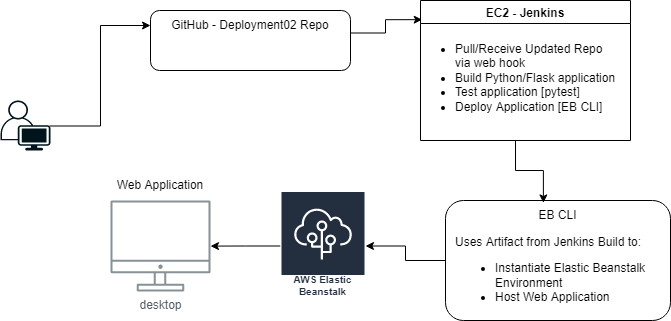 GitHub - Deployment02 Repo
EC2 - Jenkins
Pull/Receive Updated Repo
via web hook
Build Python/Flask application
Test application [pytest]
Deploy Application [EB CLI]
EB CLI
Uses Artifact from Jenkins Build to:
Instantiate Elastic Beanstalk
Environment
Host Web Application
AWS Elastic
Beanstalk
Web Application
desktop